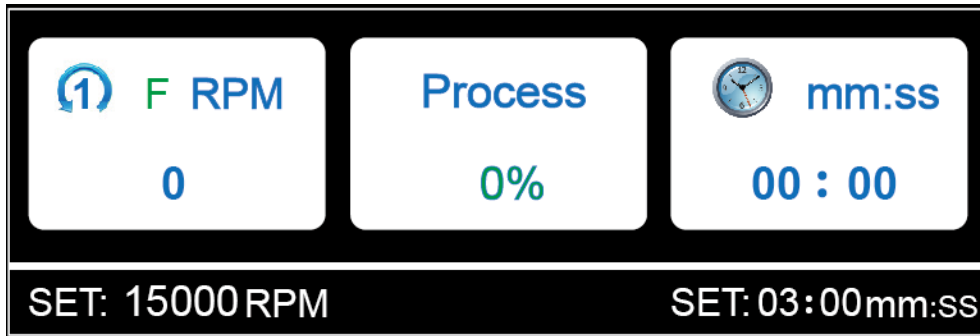 1 F RPM
0
Process
0%
mm:ss
00 : 00
SET: 15000 RPM
SET: 03:00 mm:ss